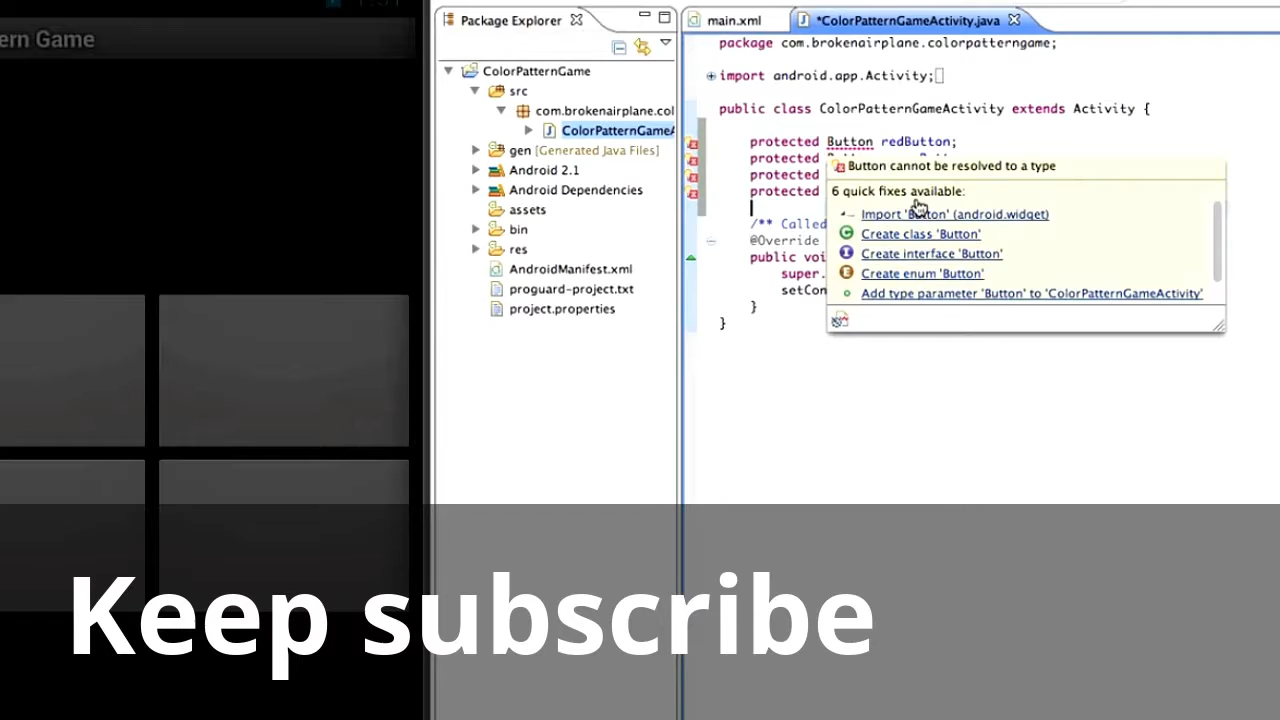 ern Game
Package Explorer
ColorPatternGame
src
com.brokenairplane.col
ColorPatternGameA
gen [Generated Java Files]
Android 2.1
Android Dependencies
assets
bin
res
AndroidManifest.xml
proguard-project.txt
project.properties
main.xml
*ColorPatternGameActivity.java
package com.brokenairplane.colorpatterngame;
import android.app.Activity;
public class ColorPatternGameActivity extends Activity {
protected Button redButton;
protected
protected
protected
/** Called
@Override
public voi
super.
setCon
}
}
Button cannot be resolved to a type
6 quick fixes available:
Import 'Button' (android.widget)
Create class 'Button'
Create interface 'Button'
Create enum 'Button'
Add type parameter 'Button' to 'ColorPatternGameActivity'
Keep subscribe